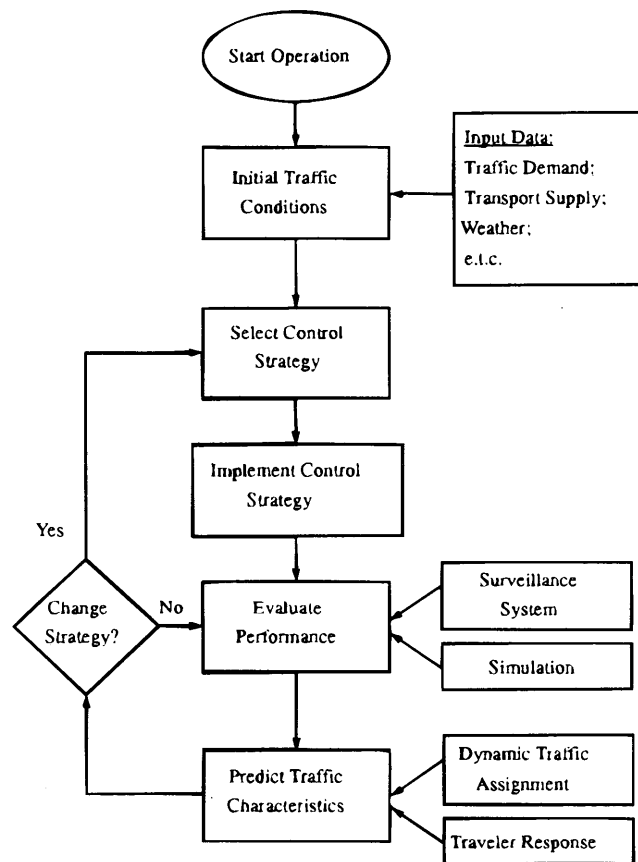 Start Operation
Initial Traffic
Conditions
Input Data:
Traffic Demand;
Transport Supply;
Weather;
e.t.c.
Select Control
Strategy
Implement Control
Strategy
Yes
Change
Strategy?
No
Evaluate
Performance
Surveillance
System
Simulation
Predict Traffic
Characteristics
Dynamic Traffic
Assignment
Traveler Response